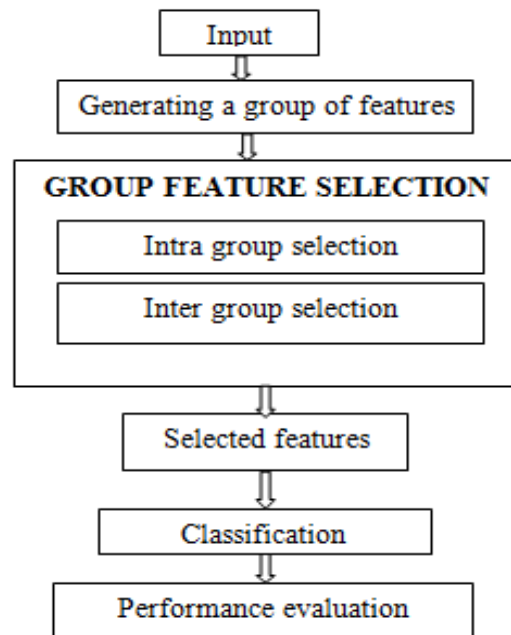 Input
Generating a group of features
GROUP FEATURE SELECTION
Intra group selection
Inter group selection
Selected features
Classification
Performance evaluation